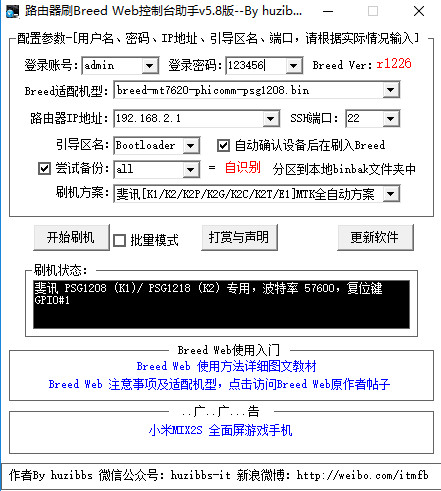 路由器刷Breed Web控制台助手v5.8版--By huzib...
配置参数-[用户名、密码、IP地址、引导区名、端口，请根据实际情况输入]
登录账号: admin 登录密码: 123456 Breed Ver: r1226
Breed适配机型: breed-mt7620-phicomm-psg1208.bin
路由器IP地址: 192.168.2.1 SSH端口: 22
引导区名: Bootloader 自动确认设备后在刷入Breed
尝试备份: all = 自识别 分区到本地binbak文件夹中
刷机方案: 斐讯[K1/K2/K2P/K2G/K2C/K2T/E1]MTK全自动方案
开始刷机 批量模式 打赏与声明 更新软件
刷机状态:
斐讯 PSG1208 (K1)/ PSG1218 (K2) 专用，波特率 57600，复位键
GPIO#1
Breed Web使用入门
Breed Web 使用方法详细图文教材
Breed Web 注意事项及适配机型，点击访问Breed Web原作者帖子
..广..广...告
小米MIX2S 全面屏游戏手机
作者By huzibbs 微信公众号: huzibbs-it 新浪微博: http://weibo.com/itmfb